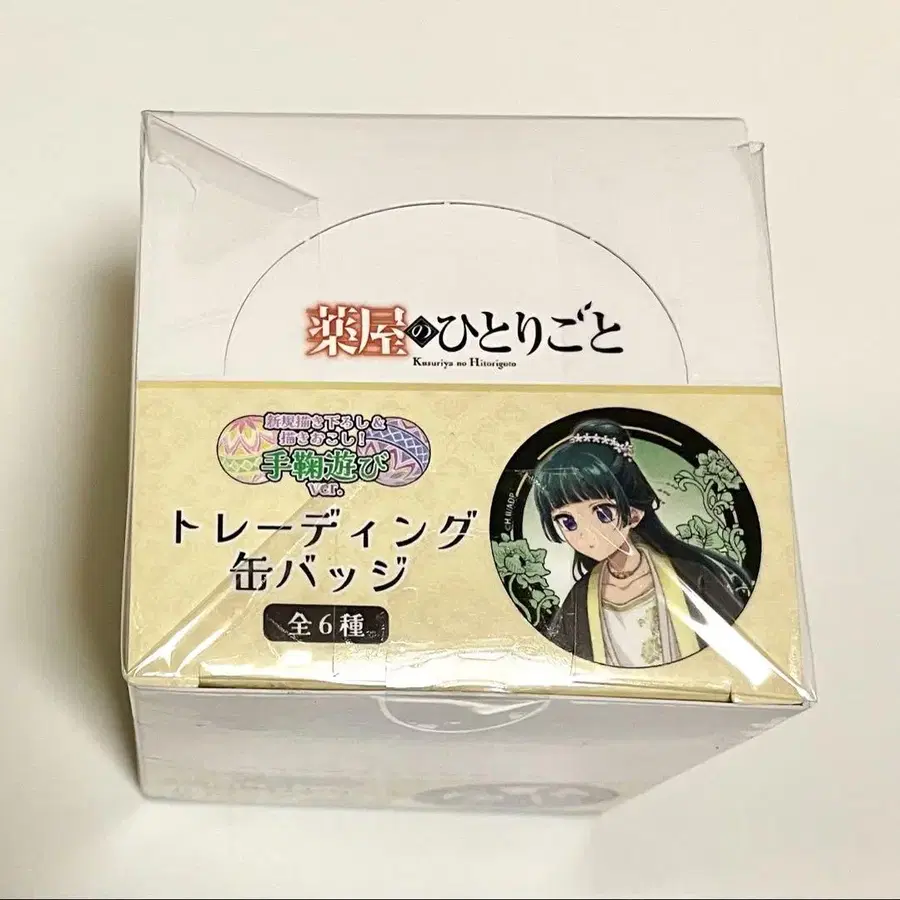 薬屋のひとりごと
Kusuriya no Hitorigoto
新規描き下ろし&
描きおこし!
手鞠遊び
ver.
トレーディング
缶バッジ
全6種